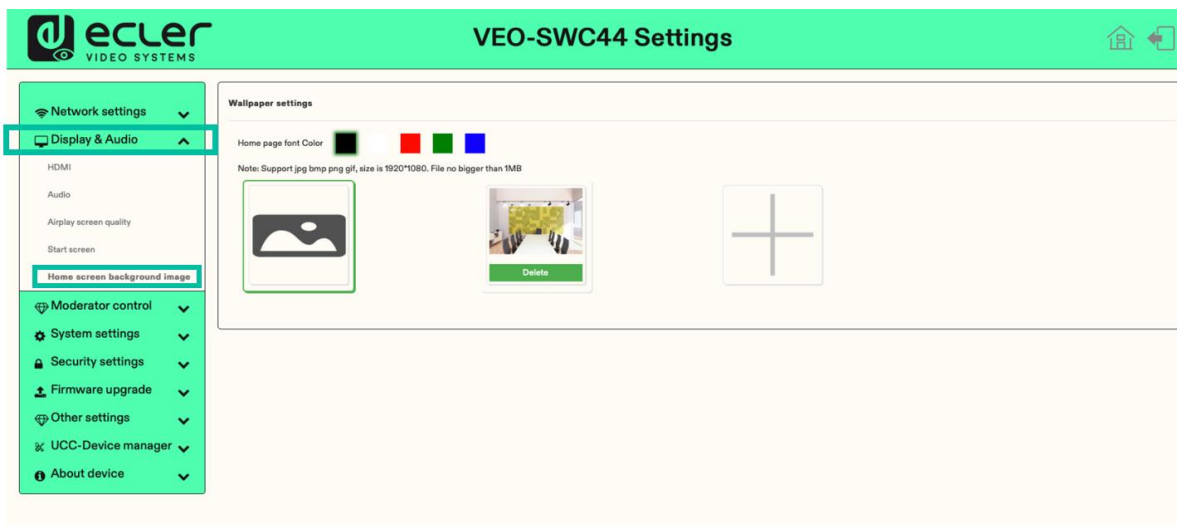 ecler
VIDEO SYSTEMS
VEO-SWC44 Settings
Network settings
Display & Audio
HDMI
Audio
Airplay screen quality
Start screen
Home screen background image
Moderator control
System settings
Security settings
Firmware upgrade
Other settings
UCC-Device manager
About device
Wallpaper settings
Home page font Color
Note: Support jpg bmp png gif, size is 1920*1080. File no bigger than 1MB
Delete